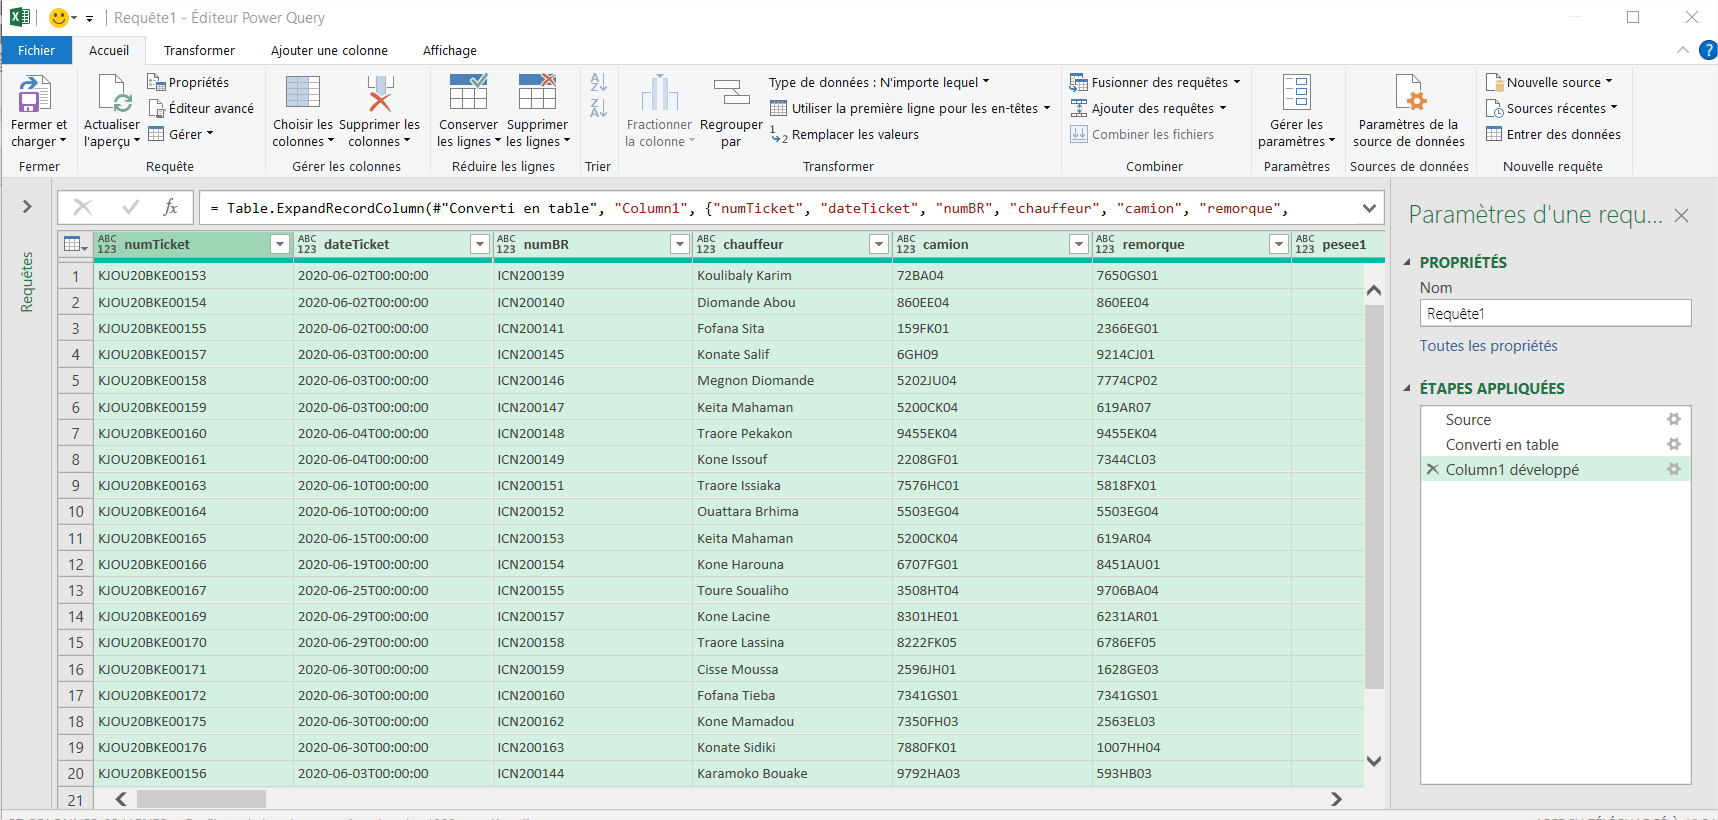 Requête1 - Éditeur Power Query
Fichier Accueil Transformer Ajouter une colonne Affichage
Fermer et charger
Fermer
Actualiser l'aperçu
Propriétés
Éditeur avancé
Gérer
Requête
Choisir les colonnes
Supprimer les colonnes
Gérer les colonnes
Conserver les lignes
Supprimer les lignes
Réduire les lignes
Trier
Fractionner la colonne
Regrouper par
Type de données : N'importe lequel
Utiliser la première ligne pour les en-têtes
Remplacer les valeurs
Transformer
Fusionner des requêtes
Ajouter des requêtes
Combiner les fichiers
Combiner
Gérer les paramètres
Paramètres
Paramètres de la source de données
Sources de données
Nouvelle source
Sources récentes
Entrer des données
Nouvelle requête
Requêtes
fx
= Table.ExpandRecordColumn(#"Converti en table", "Column1", {"numTicket", "dateTicket", "numBR", "chauffeur", "camion", "remorque",
ABC 123 numTicket ABC 123 dateTicket ABC 123 numBR ABC 123 chauffeur ABC 123 camion ABC 123 remorque ABC 123 pesee1
1 KJOU20BKE00153 2020-06-02T00:00:00 ICN200139 Koulibaly Karim 72BA04 7650GS01
2 KJOU20BKE00154 2020-06-02T00:00:00 ICN200140 Diomande Abou 860EE04 860EE04
3 KJOU20BKE00155 2020-06-02T00:00:00 ICN200141 Fofana Sita 159FK01 2366EG01
4 KJOU20BKE00157 2020-06-03T00:00:00 ICN200145 Konate Salif 6GH09 9214CJ01
5 KJOU20BKE00158 2020-06-03T00:00:00 ICN200146 Megnon Diomande 5202JU04 7774CP02
6 KJOU20BKE00159 2020-06-03T00:00:00 ICN200147 Keita Mahaman 5200CK04 619AR07
7 KJOU20BKE00160 2020-06-04T00:00:00 ICN200148 Traore Pekakon 9455EK04 9455EK04
8 KJOU20BKE00161 2020-06-04T00:00:00 ICN200149 Kone Issouf 2208GF01 7344CL03
9 KJOU20BKE00163 2020-06-10T00:00:00 ICN200151 Traore Issiaka 7576HC01 5818FX01
10 KJOU20BKE00164 2020-06-10T00:00:00 ICN200152 Ouattara Brhima 5503EG04 5503EG04
11 KJOU20BKE00165 2020-06-15T00:00:00 ICN200153 Keita Mahaman 5200CK04 619AR04
12 KJOU20BKE00166 2020-06-19T00:00:00 ICN200154 Kone Harouna 6707FG01 8451AU01
13 KJOU20BKE00167 2020-06-25T00:00:00 ICN200155 Toure Soualiho 3508HT04 9706BA04
14 KJOU20BKE00169 2020-06-29T00:00:00 ICN200157 Kone Lacine 8301HE01 6231AR01
15 KJOU20BKE00170 2020-06-29T00:00:00 ICN200158 Traore Lassina 8222FK05 6786EF05
16 KJOU20BKE00171 2020-06-30T00:00:00 ICN200159 Cisse Moussa 2596JH01 1628GE03
17 KJOU20BKE00172 2020-06-30T00:00:00 ICN200160 Fofana Tieba 7341GS01 7341GS01
18 KJOU20BKE00175 2020-06-30T00:00:00 ICN200162 Kone Mamadou 7350FH03 2563EL03
19 KJOU20BKE00176 2020-06-30T00:00:00 ICN200163 Konate Sidiki 7880FK01 1007HH04
20 KJOU20BKE00156 2020-06-03T00:00:00 ICN200144 Karamoko Bouake 9792HA03 593HB03
21
Paramètres d'une requ...
PROPRIÉTÉS
Nom
Requête1
Toutes les propriétés
ÉTAPES APPLIQUÉES
Source
Converti en table
Column1 développé